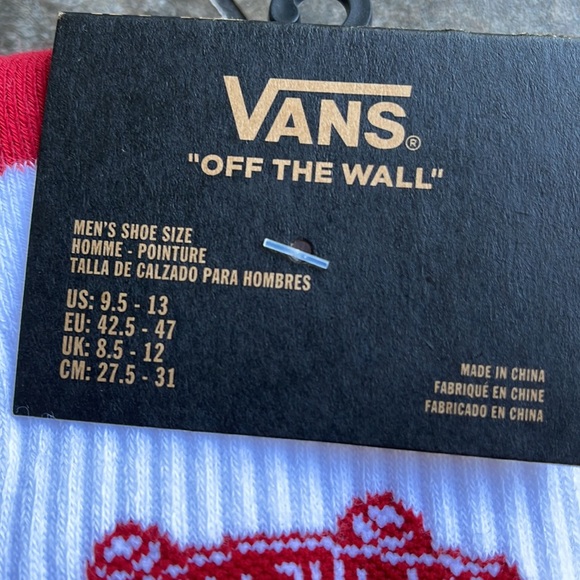 VANS®
"OFF THE WALL"
MEN'S SHOE SIZE
HOMME - POINTURE
TALLA DE CALZADO PARA HOMBRES
US: 9.5 - 13
EU: 42.5 - 47
UK: 8.5 - 12
CM: 27.5 - 31
MADE IN CHINA
FABRIQUÉ EN CHINE
FABRICADO EN CHINA